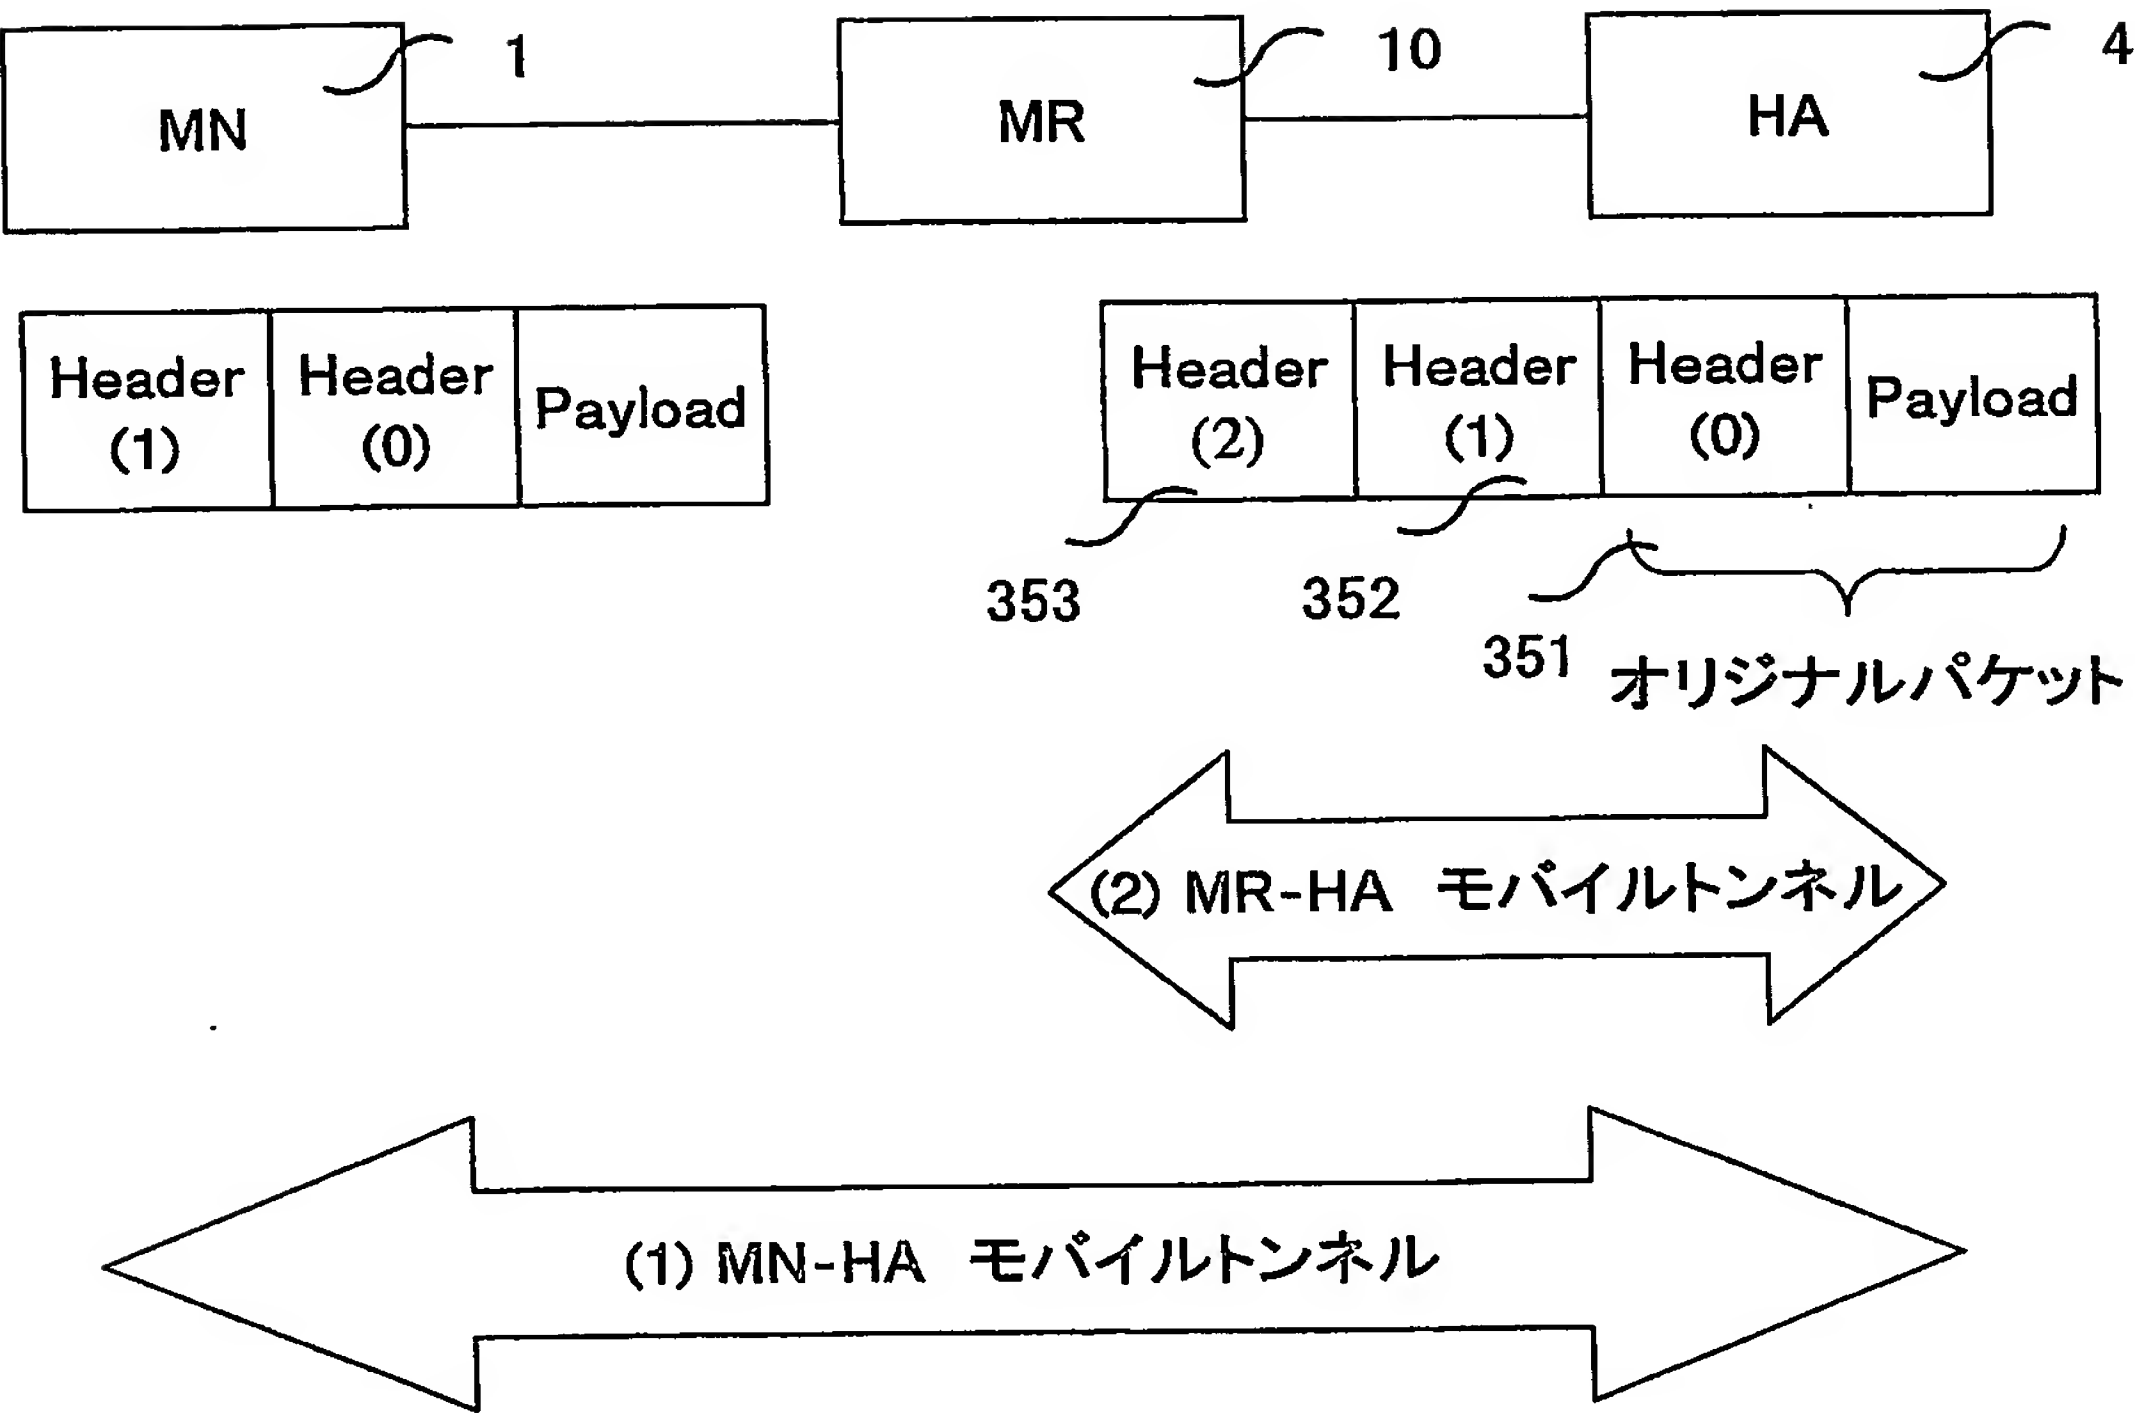 1
10
4
MN
MR
HA
Header
(1)
Header
(0)
Payload
Header
(2)
Header
(1)
Header
(0)
Payload
353
352
351
オリジナルパケット
(2) MR-HA モバイルトンネル
(1) MN-HA モバイルトンネル